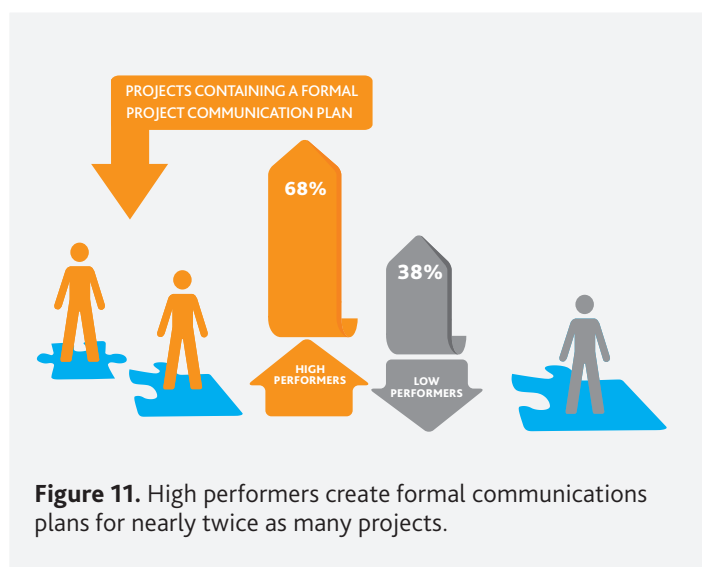 PROJECTS CONTAINING A FORMAL
PROJECT COMMUNICATION PLAN
68%
38%
HIGH
PERFORMERS
LOW
PERFORMERS
Figure 11. High performers create formal communications
plans for nearly twice as many projects.